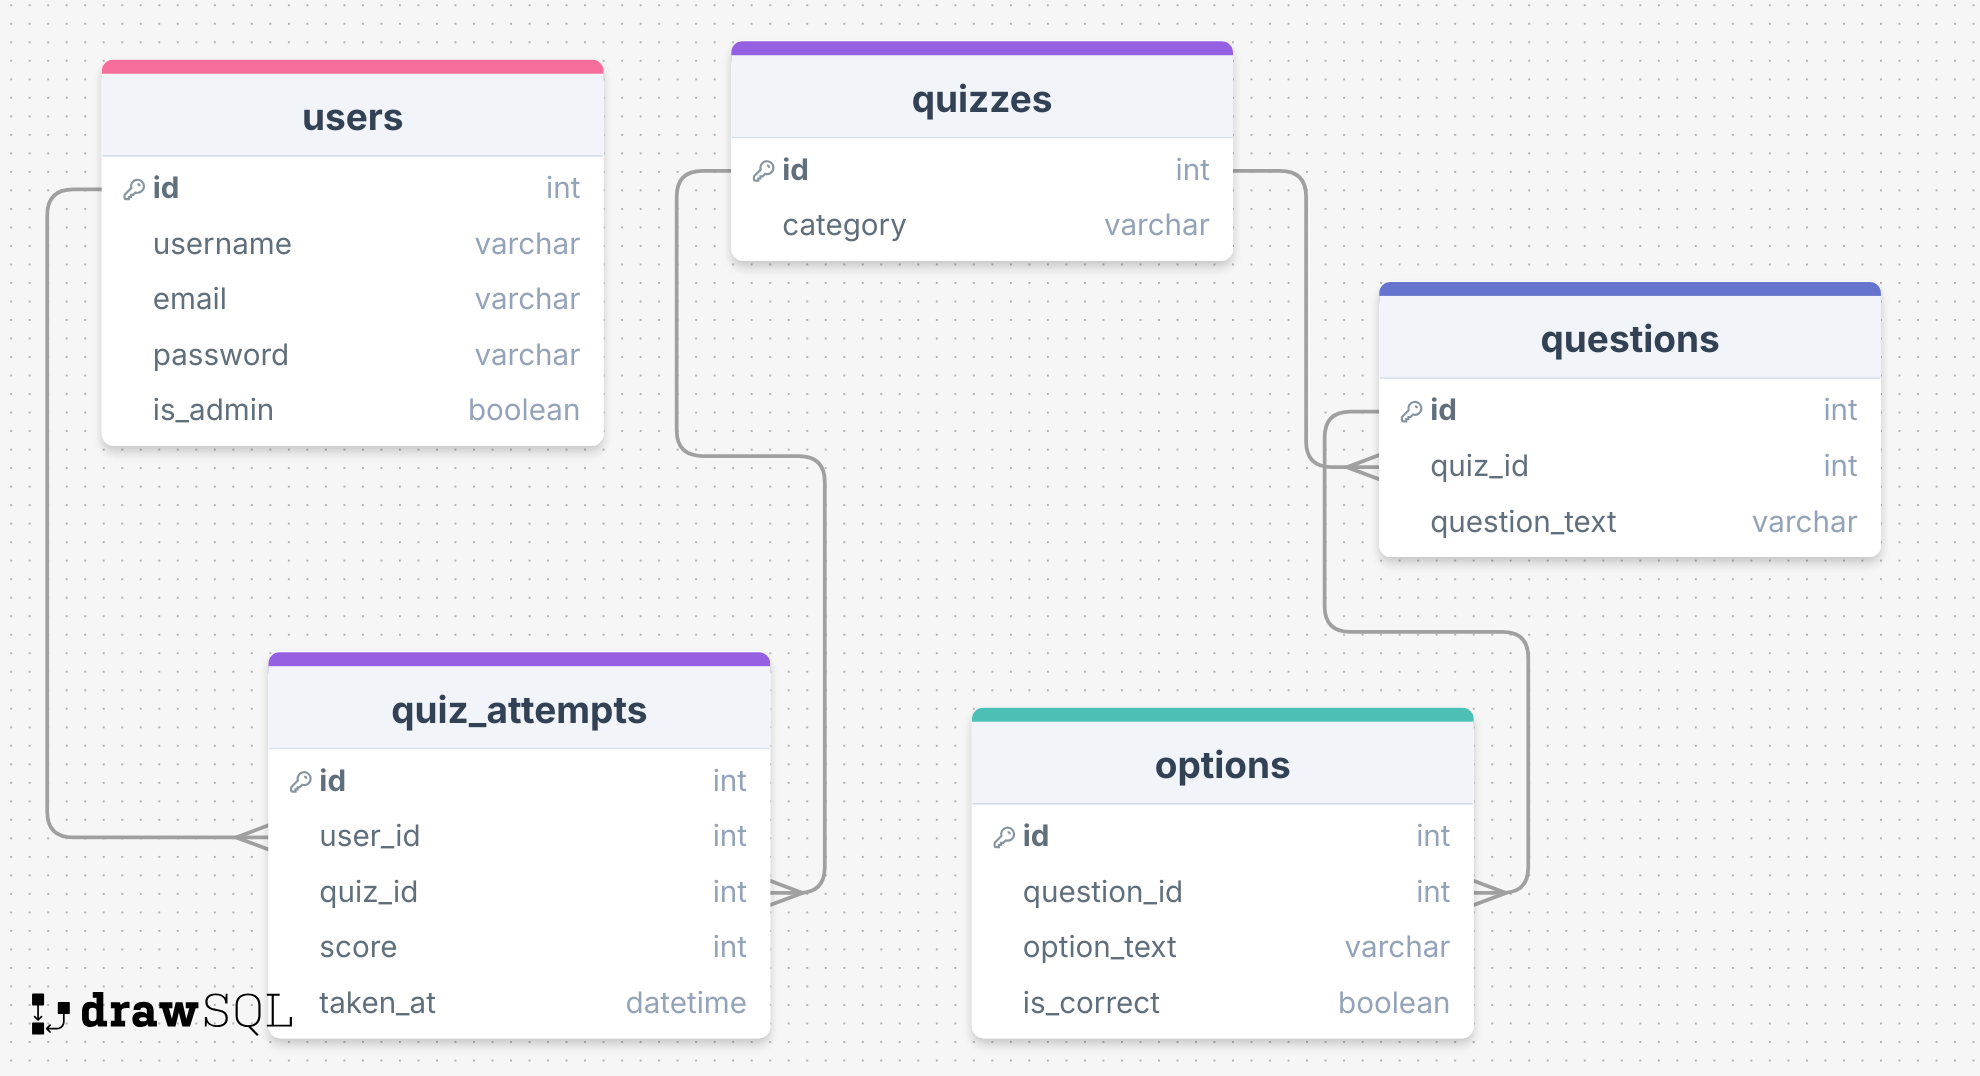 users
id int
username varchar
email varchar
password varchar
is_admin boolean
quizzes
id int
category varchar
questions
id int
quiz_id int
question_text varchar
quiz_attempts
id int
user_id int
quiz_id int
score int
taken_at datetime
options
id int
question_id int
option_text varchar
is_correct boolean
drawSQL